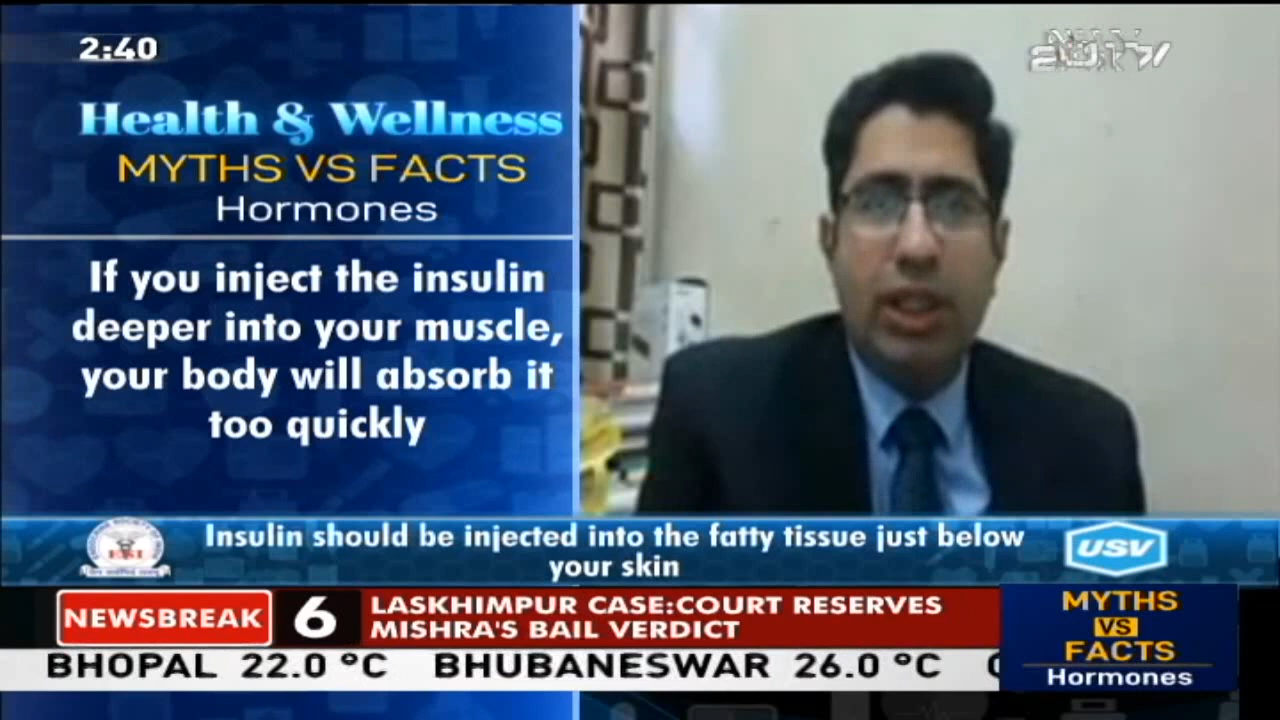 2:40
Health & Wellness
MYTHS VS FACTS
Hormones
If you inject the insulin
deeper into your muscle,
your body will absorb it
too quickly
ESI
Insulin should be injected into the fatty tissue just below
your skin
USV
NEWSBREAK
6
LASKHIMPUR CASE:COURT RESERVES
MISHRA'S BAIL VERDICT
MYTHS
VS
FACTS
Hormones
BHOPAL 22.0 °C BHUBANESWAR 26.0 °C